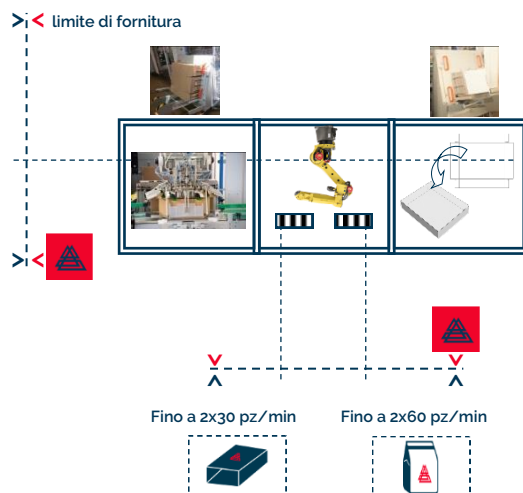 limite di fornitura
Fino a 2x30 pz/min
Fino a 2x60 pz/min